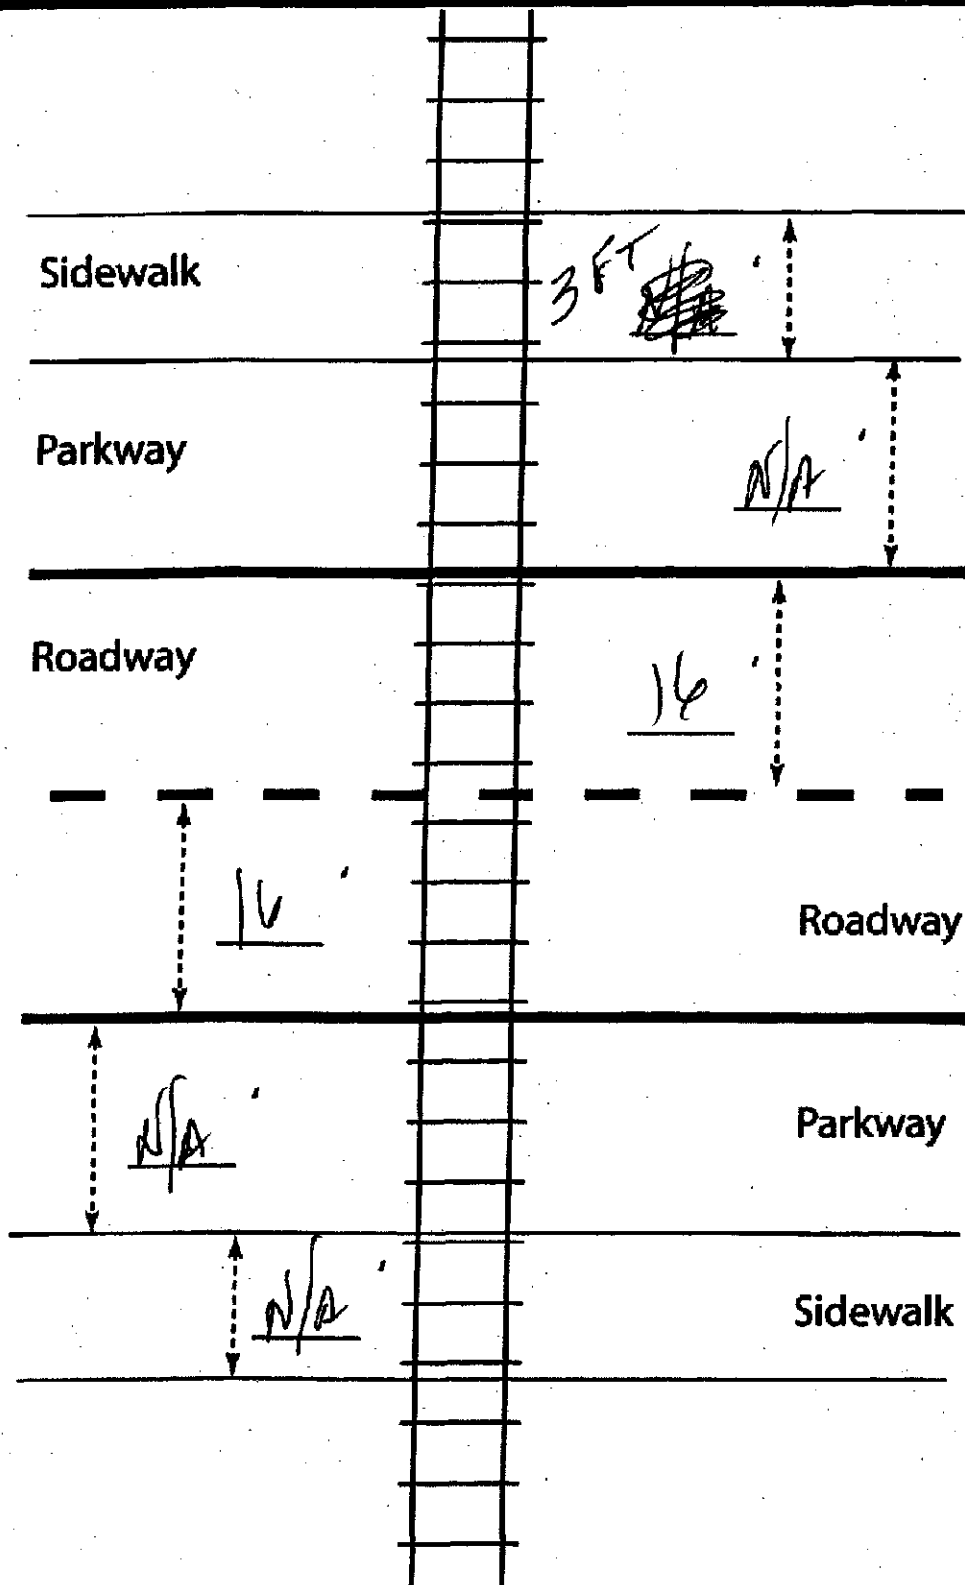 Sidewalk 3 FT '
Parkway N/A '
Roadway 16 '
16 ' Roadway
N/A ' Parkway
N/A ' Sidewalk